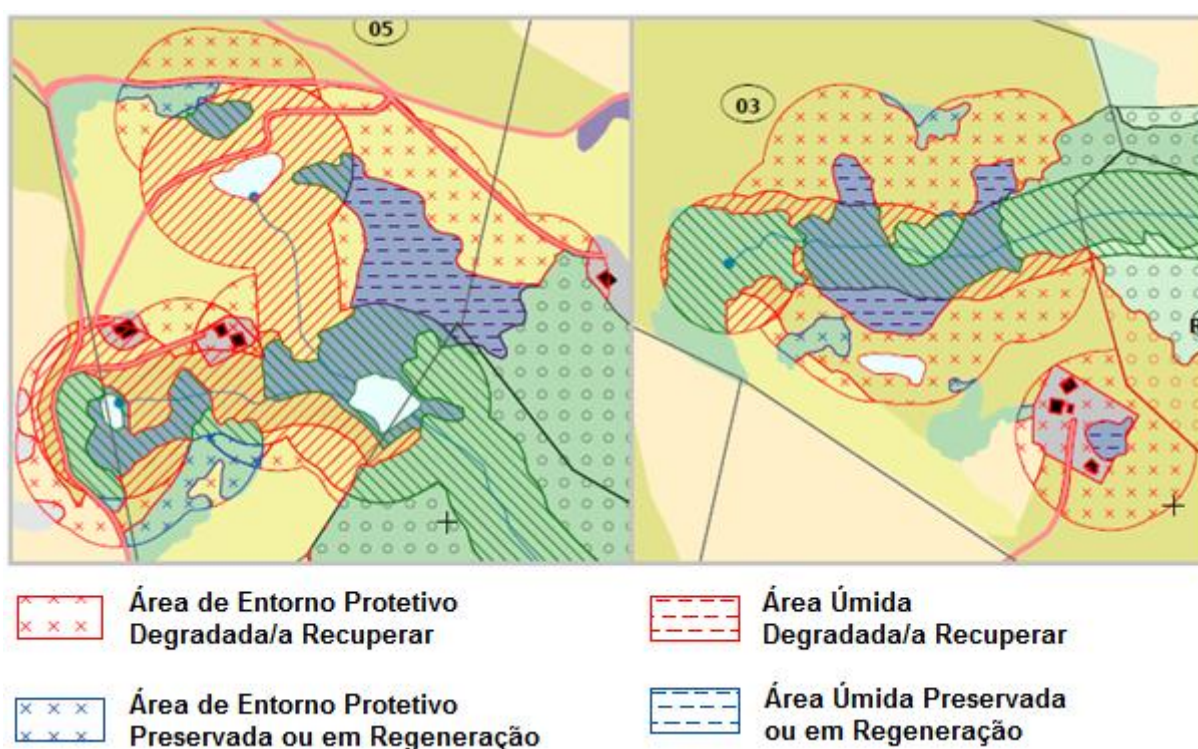 05
03
Área de Entorno Protetivo
Degradada/a Recuperar
Área Úmida
Degradada/a Recuperar
Área de Entorno Protetivo
Preservada ou em Regeneração
Área Úmida Preservada
ou em Regeneração